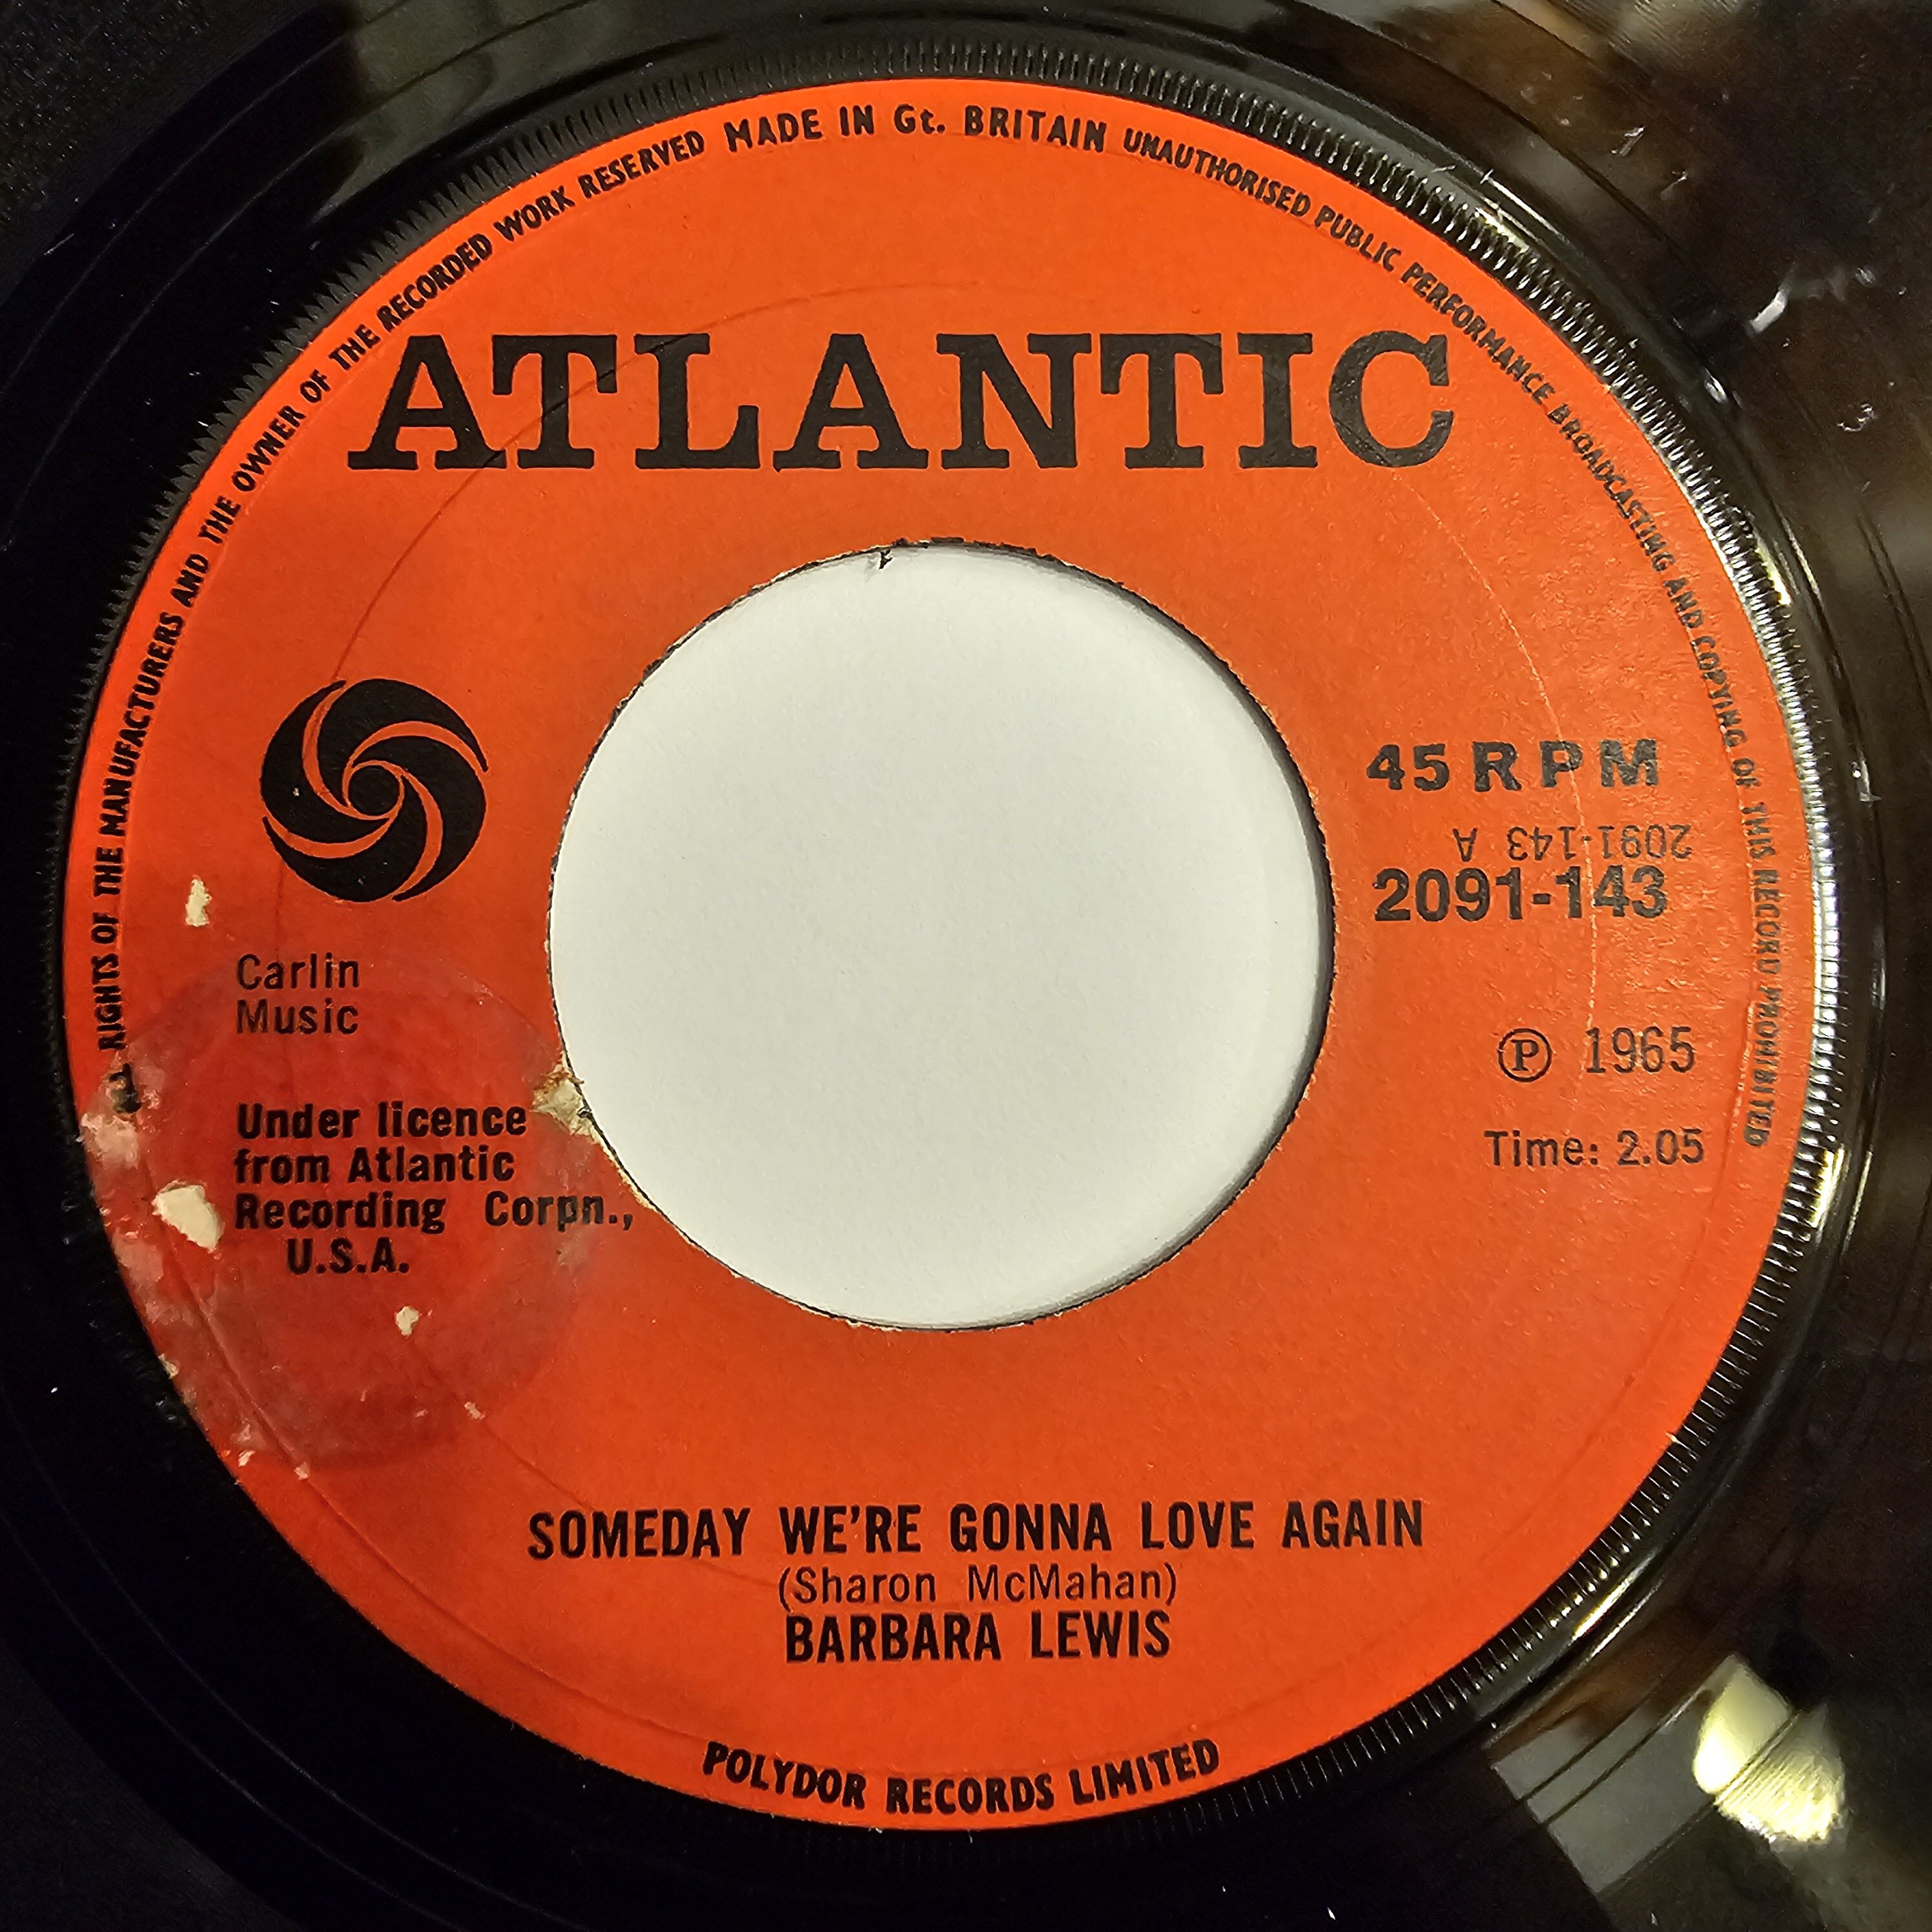 RIGHTS OF THE MANUFACTURERS AND THE OWNER OF THE RECORDED WORK RESERVED MADE IN Gt. BRITAIN UNAUTHORISED PUBLIC PERFORMANCE BROADCASTING AND COPYING OF THIS RECORD PROHIBITED
ATLANTIC
45 RPM
2091-143 A
2091-143
Carlin
Music
Ⓟ 1965
Under licence
from Atlantic
Recording Corpn.,
U.S.A.
Time: 2.05
SOMEDAY WE'RE GONNA LOVE AGAIN
(Sharon McMahan)
BARBARA LEWIS
POLYDOR RECORDS LIMITED